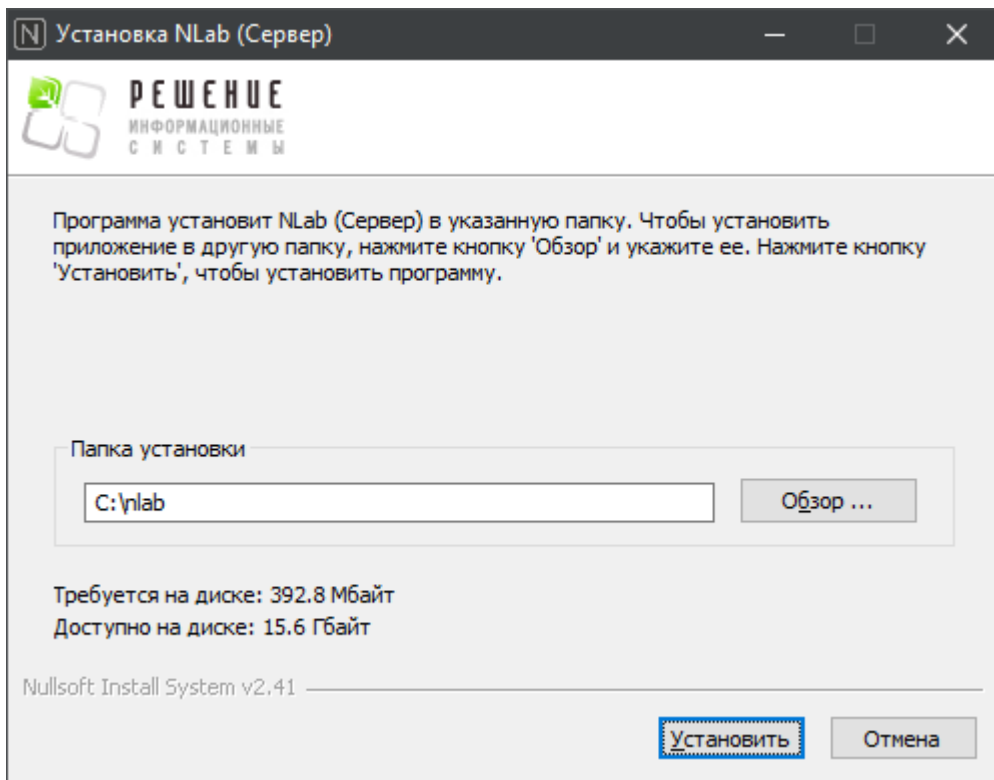 N Установка NLab (Сервер)
РЕШЕНИЕ
ИНФОРМАЦИОННЫЕ
СИСТЕМЫ
Программа установит NLab (Сервер) в указанную папку. Чтобы установить
приложение в другую папку, нажмите кнопку 'Обзор' и укажите ее. Нажмите кнопку
'Установить', чтобы установить программу.
Папка установки
C:\nlab
Обзор ...
Требуется на диске: 392.8 Мбайт
Доступно на диске: 15.6 Гбайт
Nullsoft Install System v2.41
Установить
Отмена